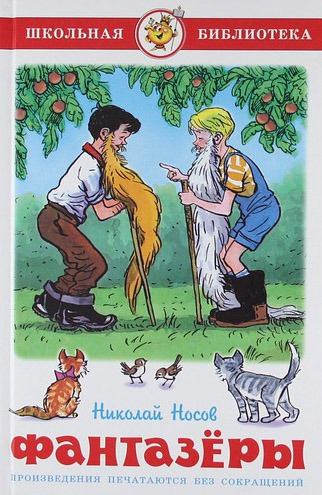 ШКОЛЬНАЯ БИБЛИОТЕКА
Николай Носов
ФАНТАЗЁРЫ
ПРОИЗВЕДЕНИЯ ПЕЧАТАЮТСЯ БЕЗ СОКРАЩЕНИЙ